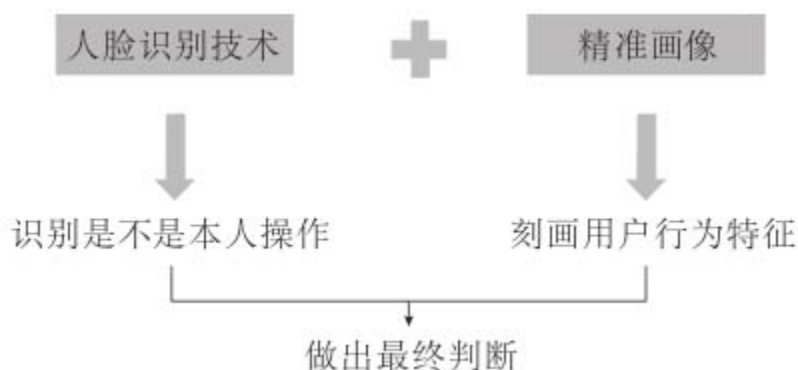 人脸识别技术
精准画像
识别是不是本人操作
刻画用户行为特征
做出最终判断